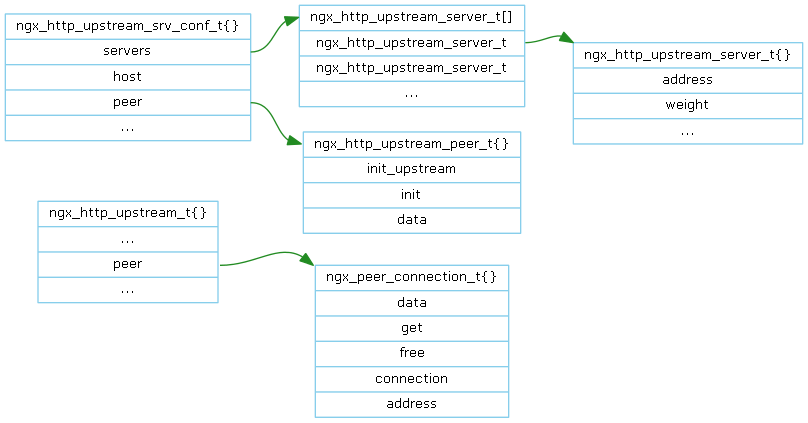 ngx_http_upstream_srv_conf_t{}
servers
host
peer
...
ngx_http_upstream_server_t[]
ngx_http_upstream_server_t
ngx_http_upstream_server_t
...
ngx_http_upstream_server_t{}
address
weight
...
ngx_http_upstream_peer_t{}
init_upstream
init
data
ngx_http_upstream_t{}
...
peer
...
ngx_peer_connection_t{}
data
get
free
connection
address